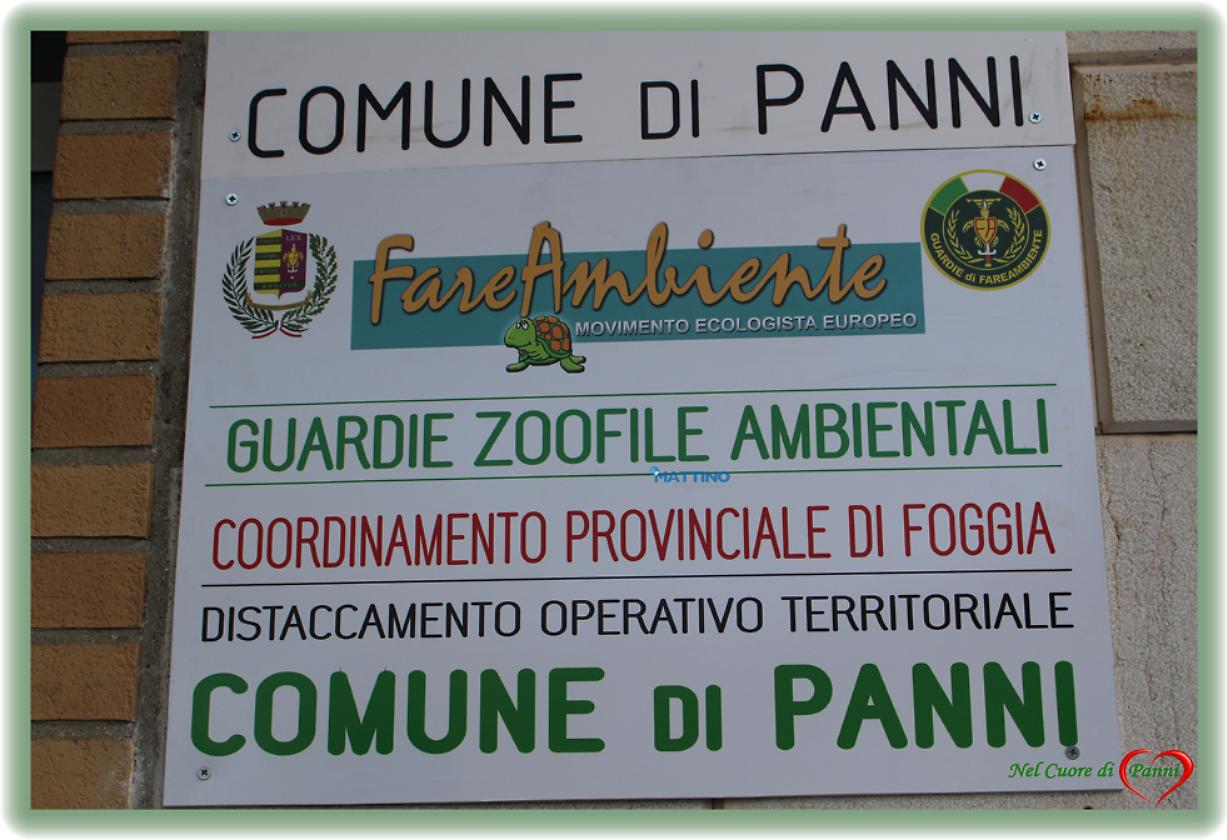 COMUNE DI PANNI
FareAmbiente
MOVIMENTO ECOLOGISTA EUROPEO
LEX
GUARDIE di FAREAMBIENTE
GUARDIE ZOOFILE AMBIENTALI
MATTINO
COORDINAMENTO PROVINCIALE DI FOGGIA
DISTACCAMENTO OPERATIVO TERRITORIALE
COMUNE DI PANNI
Nel Cuore di Panni